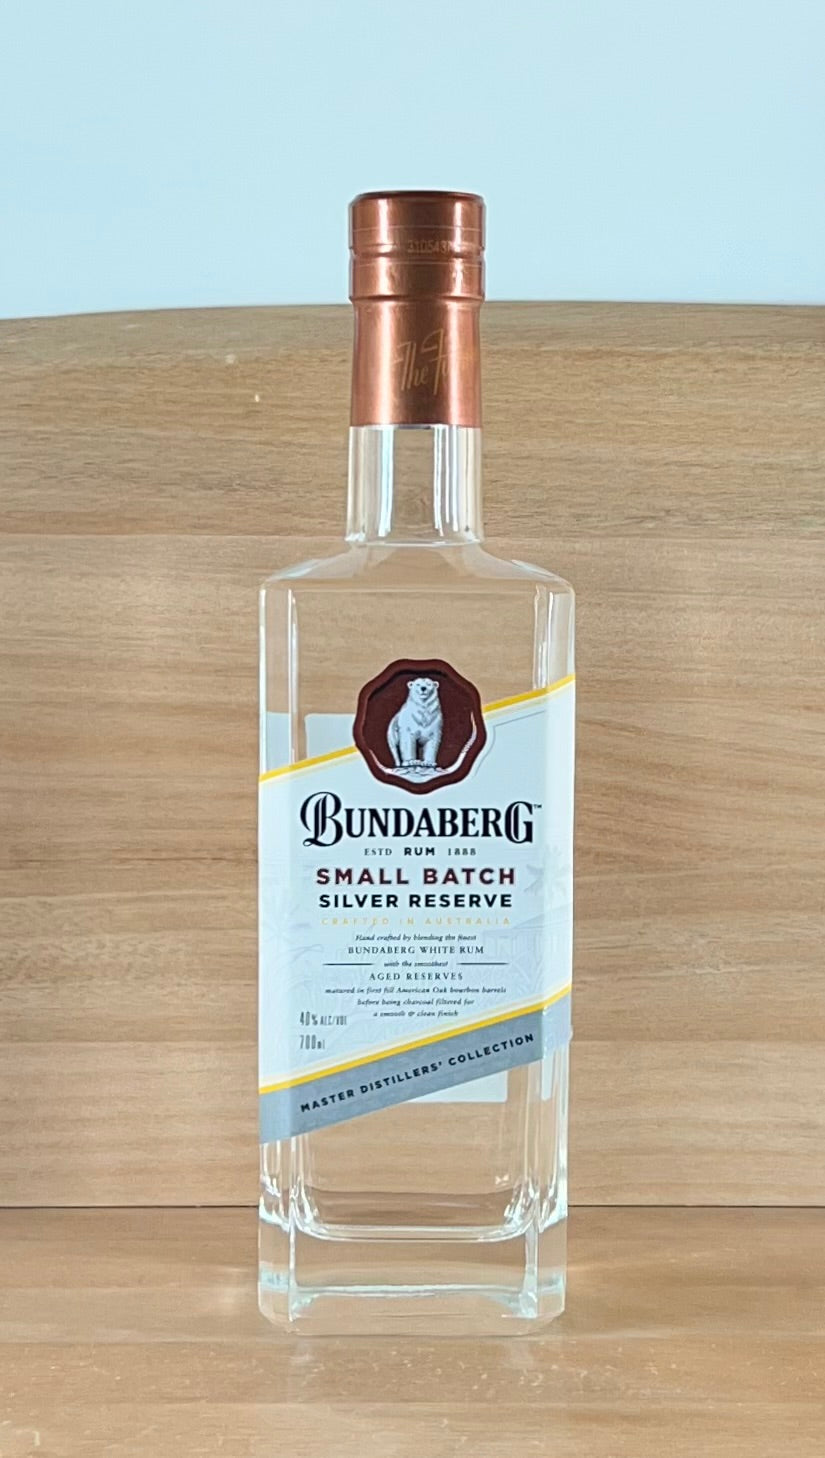 The
BUNDABERG™
ESTD RUM 1888
SMALL BATCH
SILVER RESERVE
CRAFTED IN AUSTRALIA
Hand crafted by blending the finest
BUNDABERG WHITE RUM
with the smoothest
AGED RESERVES
matured in first fill American Oak bourbon barrels
before being charcoal filtered for
a smooth & clean finish
40% ALC/VOL
700ml
MASTER DISTILLERS' COLLECTION